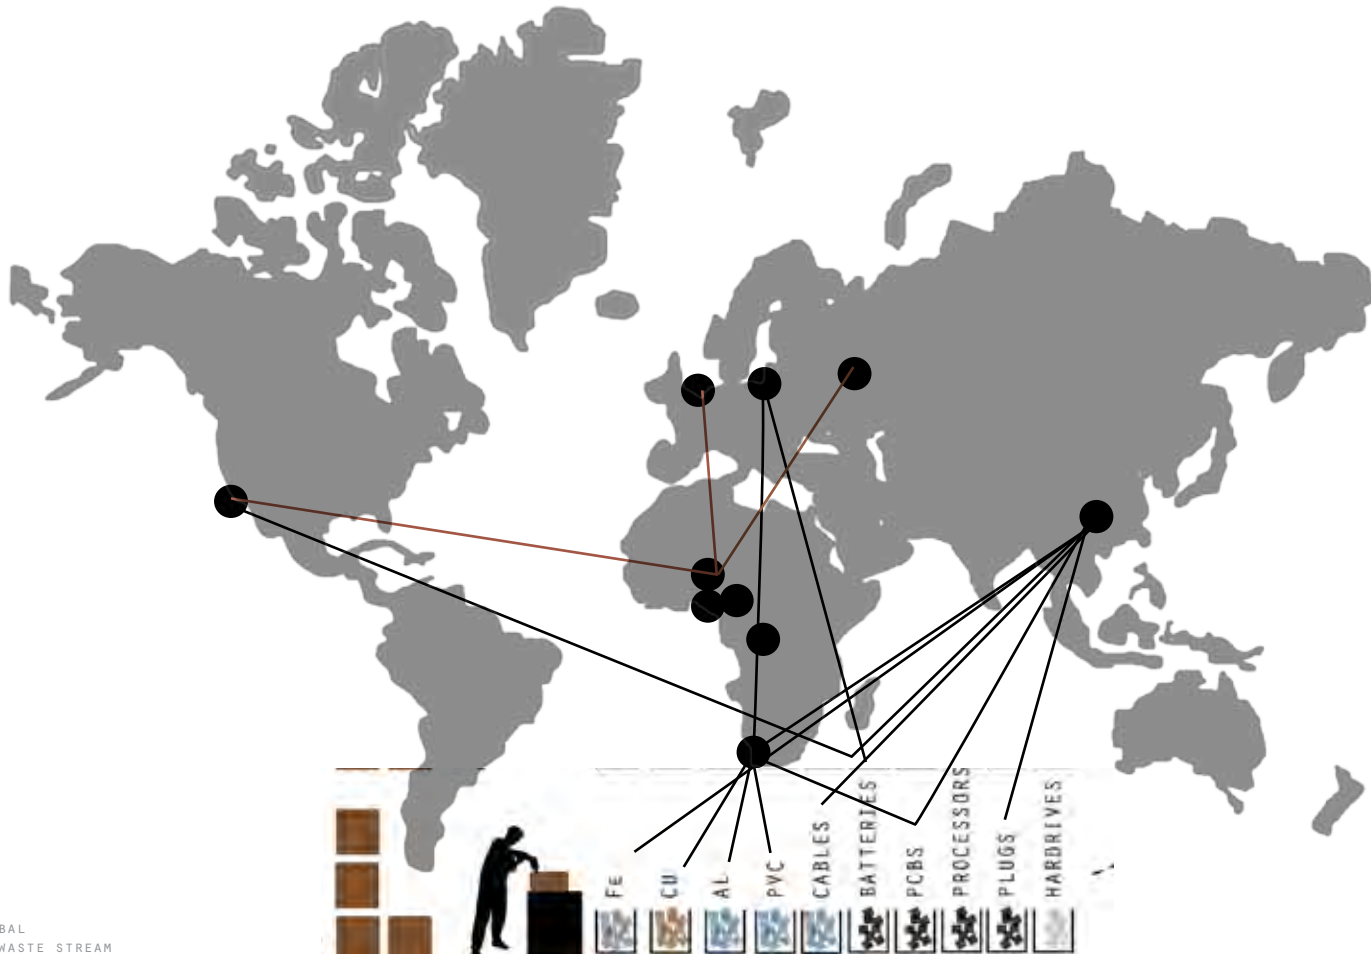 Fe
CU
AL
PVC
CABLES
BATTERIES
PCBS
PROCESSORS
PLUGS
HARDRIVES
BAL
WASTE STREAM